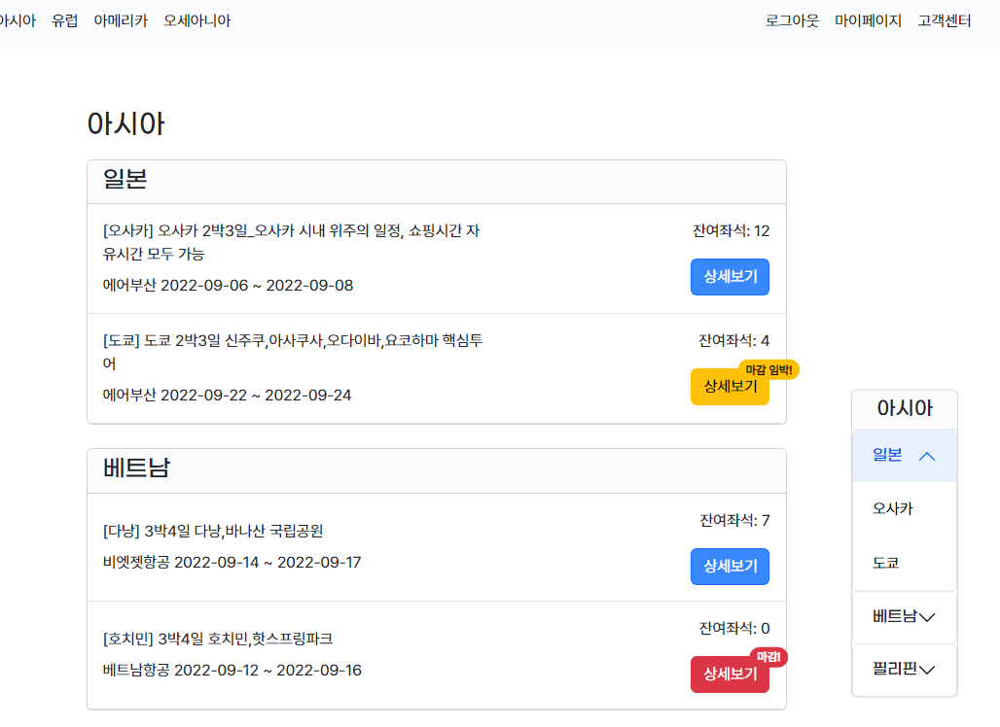 아시아 유럽 아메리카 오세아니아 로그아웃 마이페이지 고객센터
아시아
일본
[오사카] 오사카 2박3일_오사카 시내 위주의 일정, 쇼핑시간 자
유시간 모두 가능
에어부산 2022-09-06 ~ 2022-09-08
잔여좌석: 12
상세보기
[도쿄] 도쿄 2박3일 신주쿠,아사쿠사,오다이바,요코하마 핵심투
어
에어부산 2022-09-22 ~ 2022-09-24
잔여좌석: 4
마감 임박!
상세보기
베트남
[다낭] 3박4일 다낭,바나산 국립공원
비엣젯항공 2022-09-14 ~ 2022-09-17
잔여좌석: 7
상세보기
[호치민] 3박4일 호치민,핫스프링파크
베트남항공 2022-09-12 ~ 2022-09-16
잔여좌석: 0
마감!
상세보기
아시아
일본
오사카
도쿄
베트남
필리핀